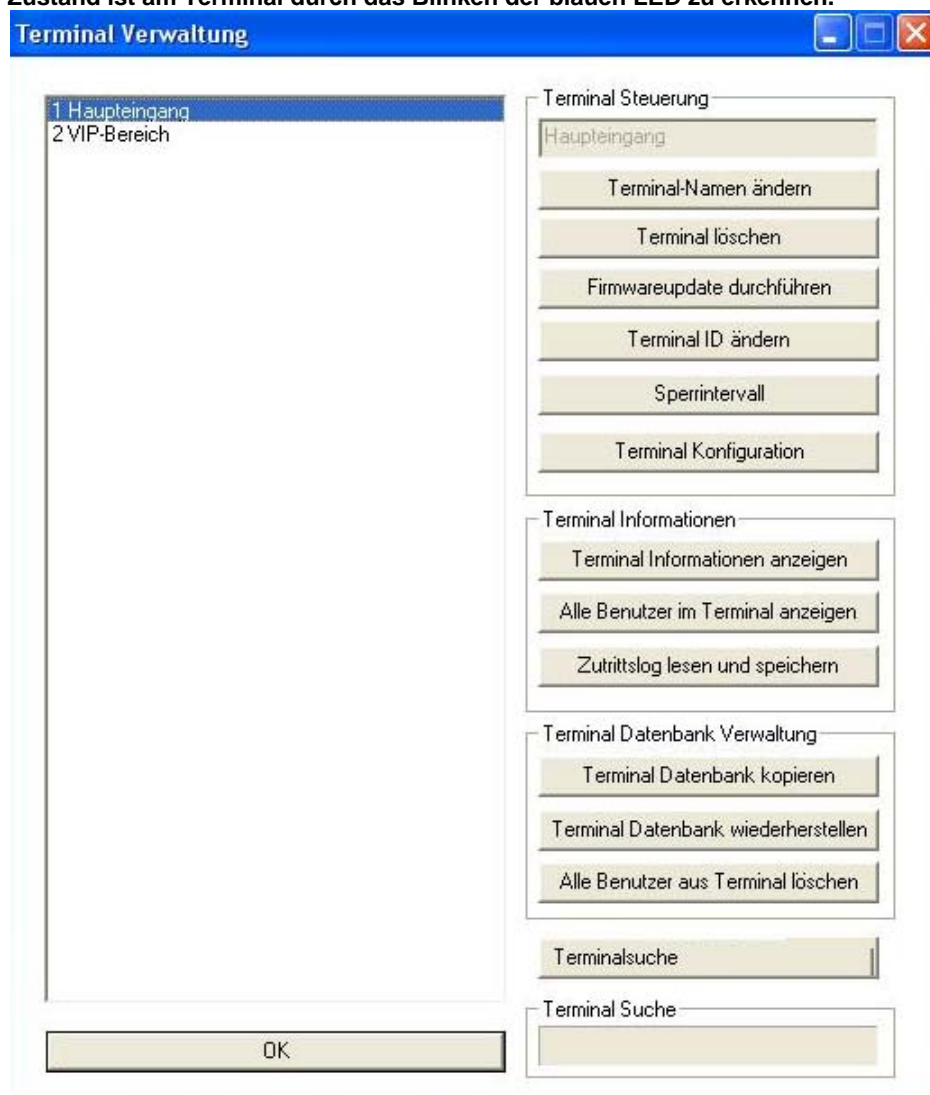 Zustand ist am Terminal durch das Blinken der blauen LED zu erkennen.
Terminal Verwaltung
1 Haupteingang
2 VIP-Bereich
Terminal Steuerung
Haupteingang
Terminal-Namen ändern
Terminal löschen
Firmwareupdate durchführen
Terminal ID ändern
Sperrintervall
Terminal Konfiguration
Terminal Informationen
Terminal Informationen anzeigen
Alle Benutzer im Terminal anzeigen
Zutrittslog lesen und speichern
Terminal Datenbank Verwaltung
Terminal Datenbank kopieren
Terminal Datenbank wiederherstellen
Alle Benutzer aus Terminal löschen
Terminalsuche
Terminal Suche
OK